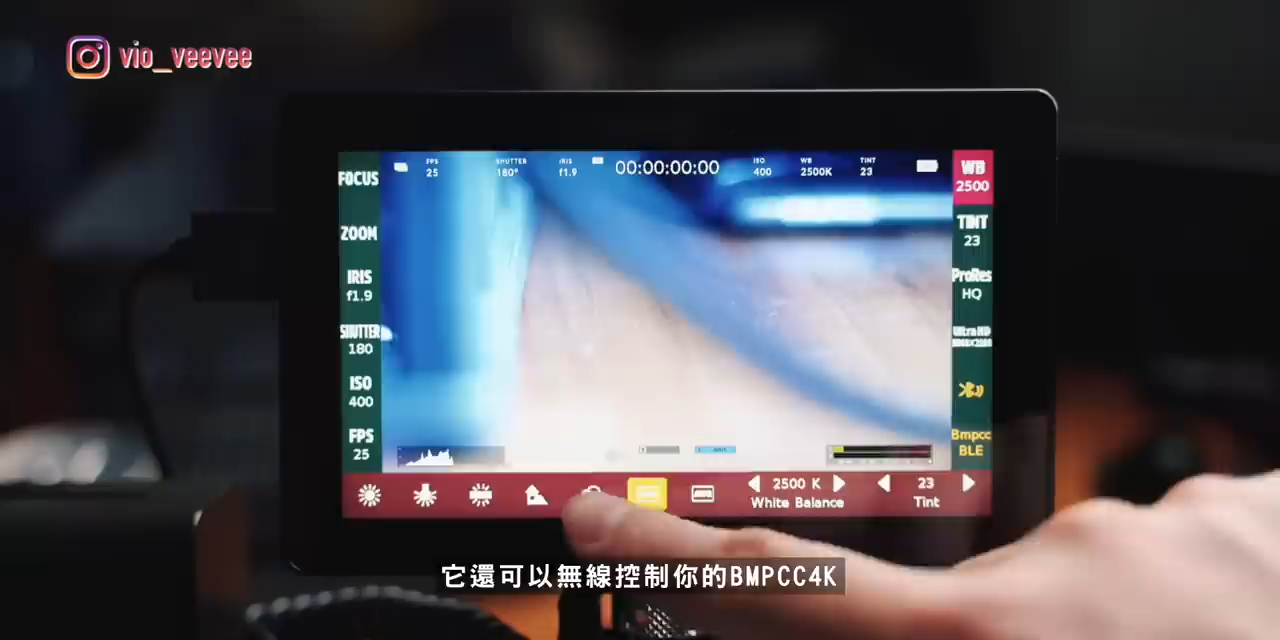 vio_veevee
FPS
25
SHUTTER
180°
IRIS
f1.9
00:00:00:00
ISO
400
WB
2500K
TINT
23
FOCUS
ZOOM
IRIS
f1.9
SHUTTER
180
ISO
400
FPS
25
WB
2500
TINT
23
ProRes
HQ
Ultra HD
Bmpcc
BLE
2500 K
White Balance
23
Tint
它還可以無線控制你的BMPCC4K